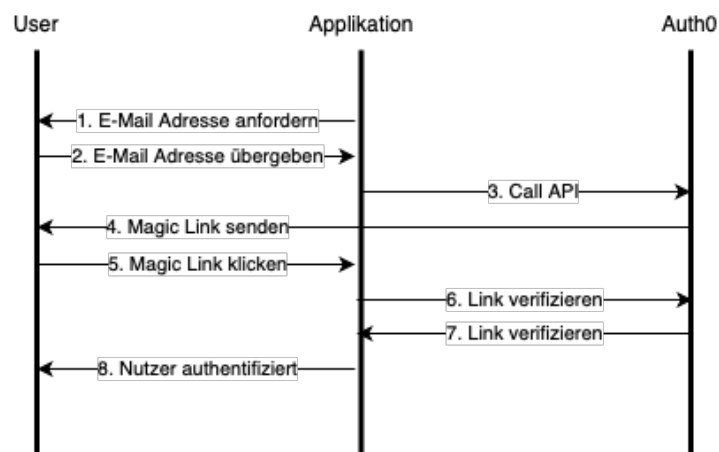 User
Applikation
Auth0
1. E-Mail Adresse anfordern
2. E-Mail Adresse übergeben
3. Call API
4. Magic Link senden
5. Magic Link klicken
6. Link verifizieren
7. Link verifizieren
8. Nutzer authentifiziert